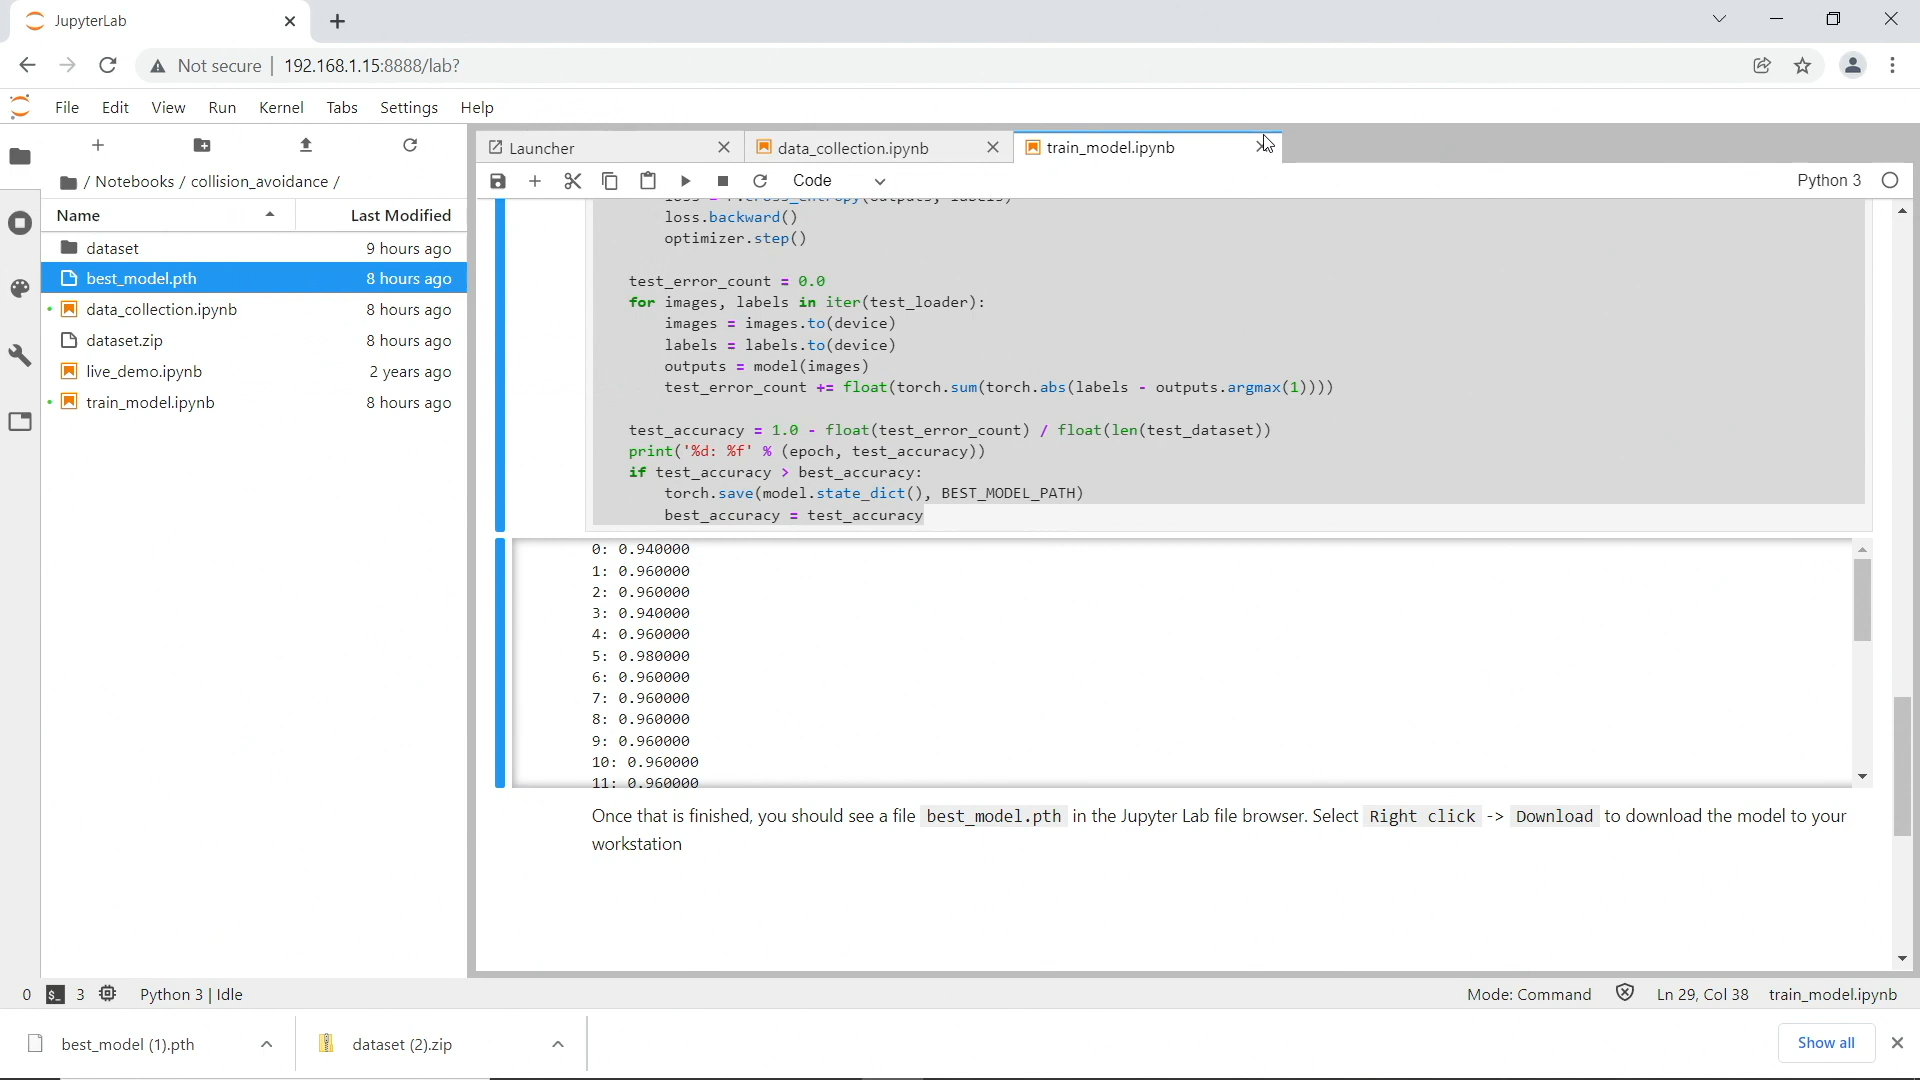 JupyterLab
Not secure 192.168.1.15:8888/lab?
File Edit View Run Kernel Tabs Settings Help
/ Notebooks / collision_avoidance /
Name Last Modified
dataset 9 hours ago
best_model.pth 8 hours ago
data_collection.ipynb 8 hours ago
dataset.zip 8 hours ago
live_demo.ipynb 2 years ago
train_model.ipynb 8 hours ago
Launcher data_collection.ipynb train_model.ipynb
Code Python 3
loss.backward()
optimizer.step()
test_error_count = 0.0
for images, labels in iter(test_loader):
images = images.to(device)
labels = labels.to(device)
outputs = model(images)
test_error_count += float(torch.sum(torch.abs(labels - outputs.argmax(1))))
test_accuracy = 1.0 - float(test_error_count) / float(len(test_dataset))
print('%d: %f' % (epoch, test_accuracy))
if test_accuracy > best_accuracy:
torch.save(model.state_dict(), BEST_MODEL_PATH)
best_accuracy = test_accuracy
0: 0.940000
1: 0.960000
2: 0.960000
3: 0.940000
4: 0.960000
5: 0.980000
6: 0.960000
7: 0.960000
8: 0.960000
9: 0.960000
10: 0.960000
11: 0.960000
Once that is finished, you should see a file best_model.pth in the Jupyter Lab file browser. Select Right click -> Download to download the model to your
workstation
0 $_ 3 Python 3 | Idle Mode: Command Ln 29, Col 38 train_model.ipynb
best_model (1).pth dataset (2).zip Show all